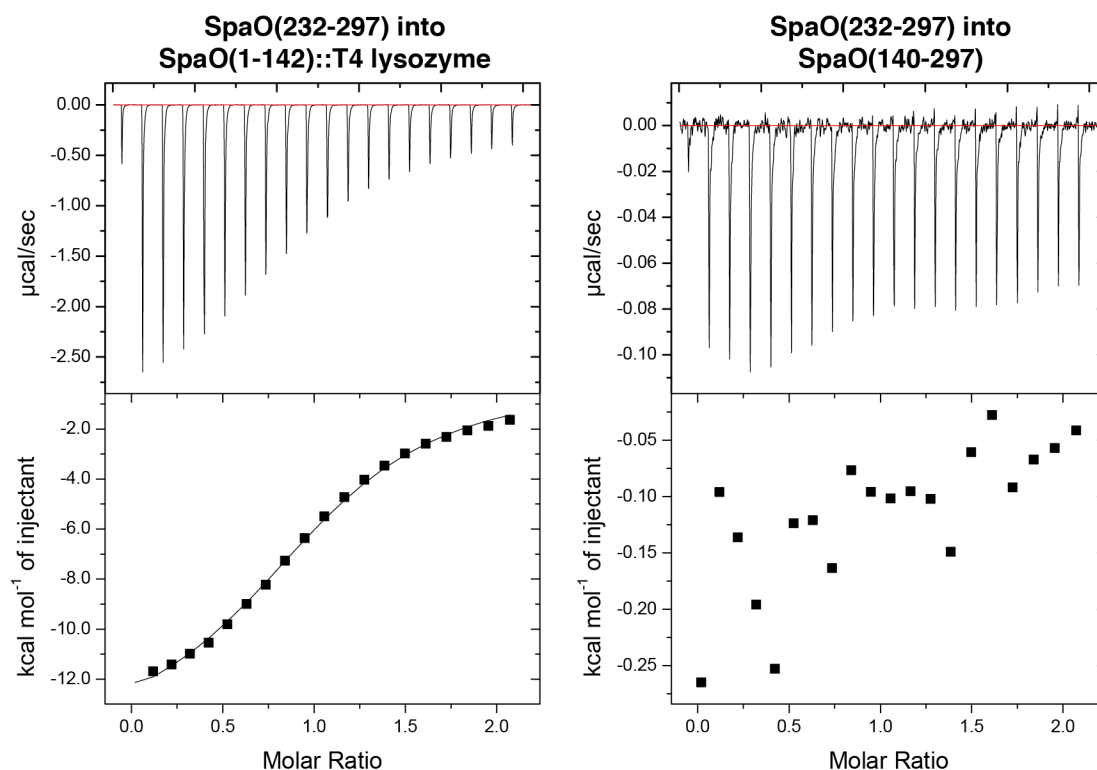 SpaO(232-297) into
SpaO(1-142)::T4 lysozyme
0.00
-0.50
-1.00
-1.50
-2.00
-2.50
µcal/sec
-2.0
-4.0
-6.0
-8.0
-10.0
-12.0
kcal mol⁻¹ of injectant
0.0 0.5 1.0 1.5 2.0
Molar Ratio
SpaO(232-297) into
SpaO(140-297)
0.00
-0.02
-0.04
-0.06
-0.08
-0.10
µcal/sec
-0.05
-0.10
-0.15
-0.20
-0.25
kcal mol⁻¹ of injectant
0.0 0.5 1.0 1.5 2.0
Molar Ratio